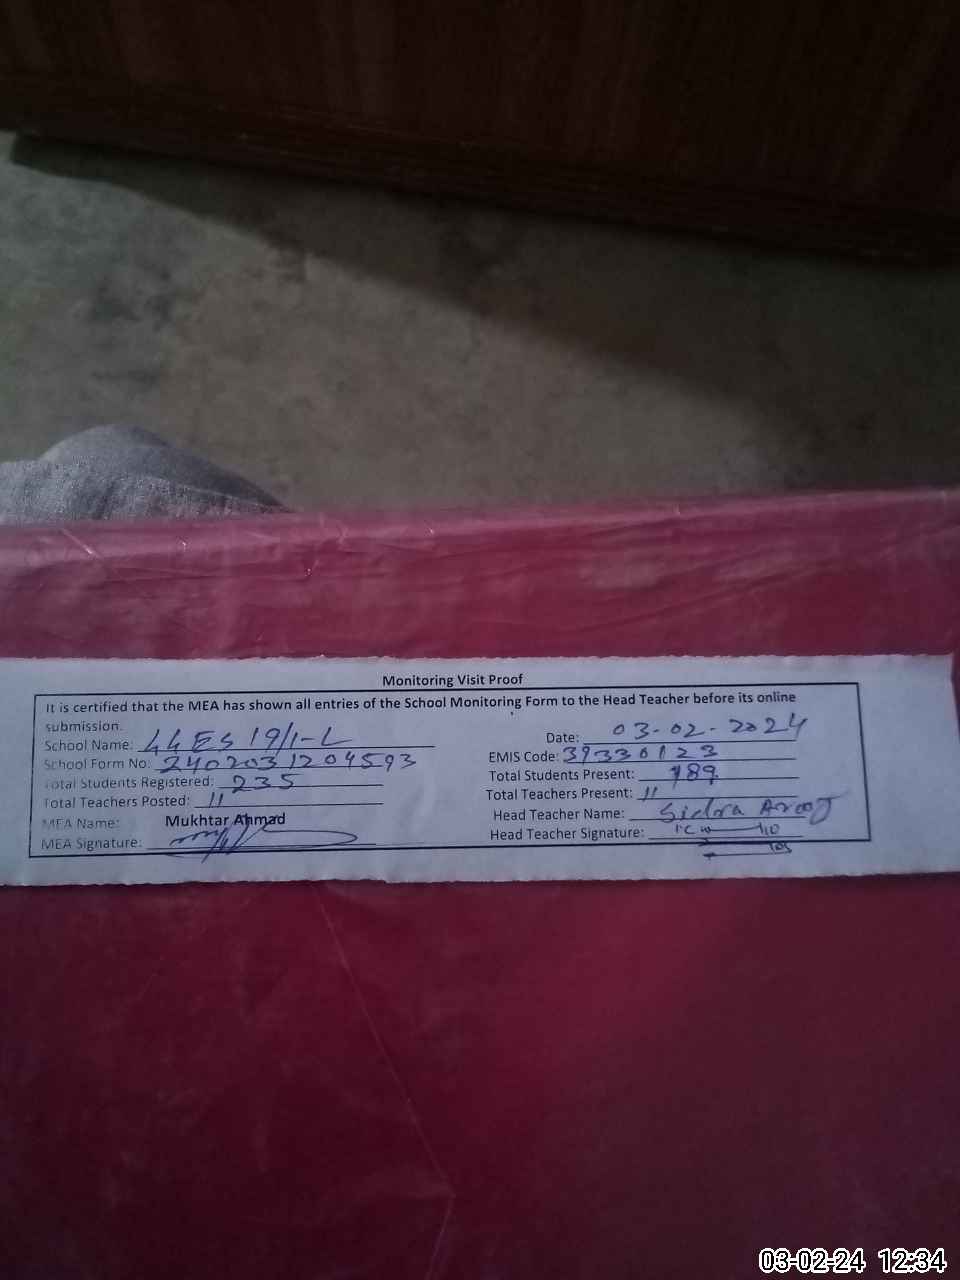 Monitoring Visit Proof
It is certified that the MEA has shown all entries of the School Monitoring Form to the Head Teacher before its online
submission.
Date: 03-02-2024
School Name: GGES 19/1-L
EMIS Code: 39330123
School Form No: 2402031204593
Total Students Present: 189
Total Students Registered: 235
Total Teachers Present: 11
Total Teachers Posted: 11
Head Teacher Name: Sidra Aroog
MEA Name: Mukhtar Ahmad
Head Teacher Signature:
MEA Signature:
03-02-24 12:34